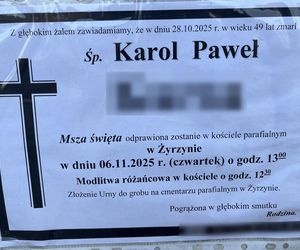 Z głębokim żalem zawiadamiamy, że w dniu 28.10.2025 r. w wieku 49 lat zmarł
Śp. Karol Paweł
Msza święta odprawiona zostanie w kościele parafialnym
w Żyrzynie
w dniu 06.11.2025 r. (czwartek) o godz. 13⁰⁰
Modlitwa różańcowa w kościele o godz. 12³⁰
Złożenie Urny do grobu na cmentarzu parafialnym w Żyrzynie.
Pogrążona w głębokim smutku
Rodzina.